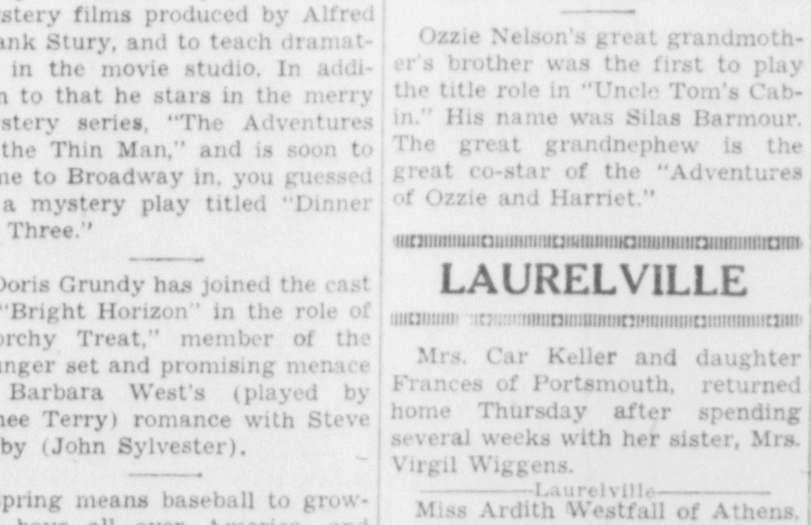 stery films produced by Alfred
ank Stury, and to teach dramat-
in the movie studio. In addi-
n to that he stars in the merry
stery series, "The Adventures
the Thin Man," and is soon to
me to Broadway in, you guessed
a mystery play titled "Dinner
Three."
Doris Grundy has joined the cast
"Bright Horizon" in the role of
orchy Treat," member of the
unger set and promising menace
Barbara West's (played by
nee Terry) romance with Steve
by (John Sylvester).
pring means baseball to grow-
boys all over America, and
Ozzie Nelson's great grandmoth-
er's brother was the first to play
the title role in "Uncle Tom's Cab-
in." His name was Silas Barmour.
The great grandnephew is the
great co-star of the "Adventures
of Ozzie and Harriet."
LAURELVILLE
Mrs. Car Keller and daughter
Frances of Portsmouth, returned
home Thursday after spending
several weeks with her sister, Mrs.
Virgil Wiggens.
Laurelville
Miss Ardith Westfall of Athens,